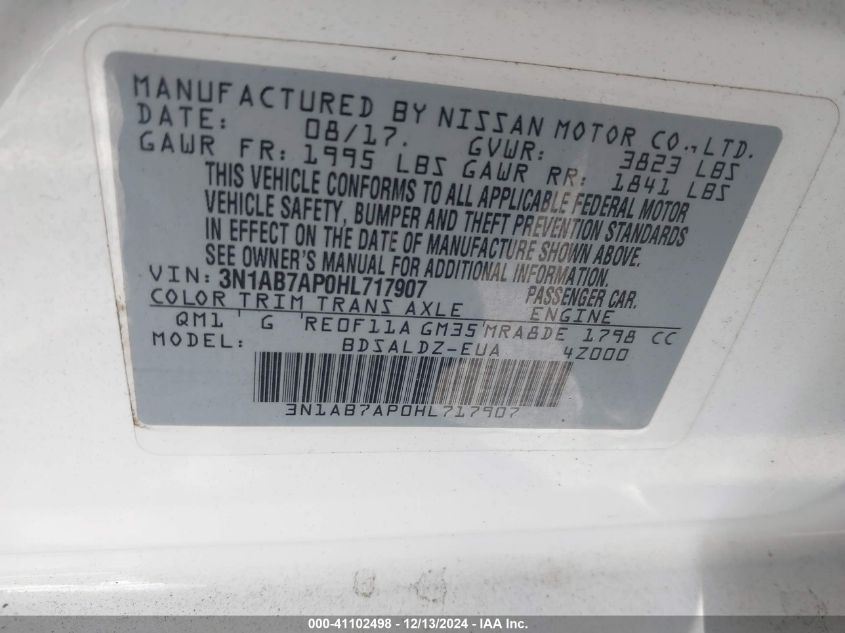 MANUFACTURED BY NISSAN MOTOR CO., LTD.
DATE: 08/17. GVWR: 3823 LBS
GAWR FR: 1995 LBS GAWR RR: 1841 LBS
THIS VEHICLE CONFORMS TO ALL APPLICABLE FEDERAL MOTOR
VEHICLE SAFETY, BUMPER AND THEFT PREVENTION STANDARDS
IN EFFECT ON THE DATE OF MANUFACTURE SHOWN ABOVE.
SEE OWNER'S MANUAL FOR ADDITIONAL INFORMATION.
VIN: 3N1AB7AP0HL717907 PASSENGER CAR.
COLOR TRIM TRANS AXLE ENGINE
QM1 G RE0F11A GM35 MRA8DE 1798 CC
MODEL: BDSALDZ-EUA 4Z000
3N1AB7AP0HL717907
000-41102498 - 12/13/2024 - IAA Inc.